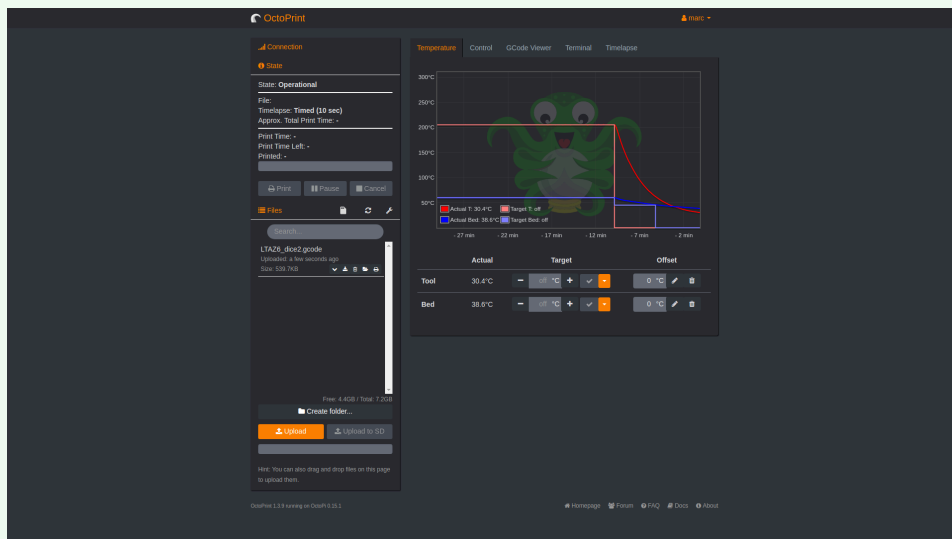 OctoPrint
marc
Connection
State
State: Operational
File:
Timelapse: Timed (10 sec)
Approx. Total Print Time: -
Print Time: -
Print Time Left: -
Printed: -
Print Pause Cancel
Files
Search...
LTAZ6_dice2.gcode
Uploaded: a few seconds ago
Size: 539.7KB
Free: 4.4GB / Total: 7.2GB
Create folder...
Upload Upload to SD
Hint: You can also drag and drop files on this page
to upload them.
Temperature Control GCode Viewer Terminal Timelapse
300°C
250°C
200°C
150°C
100°C
50°C
Actual T: 30.4°C Target T: off
Actual Bed: 38.6°C Target Bed: off
- 27 min - 22 min - 17 min - 12 min - 7 min - 2 min
Actual Target Offset
Tool 30.4°C off °C 0 °C
Bed 38.6°C off °C 0 °C
OctoPrint 1.3.9 running on OctoPi 0.15.1
Homepage Forum FAQ Docs About